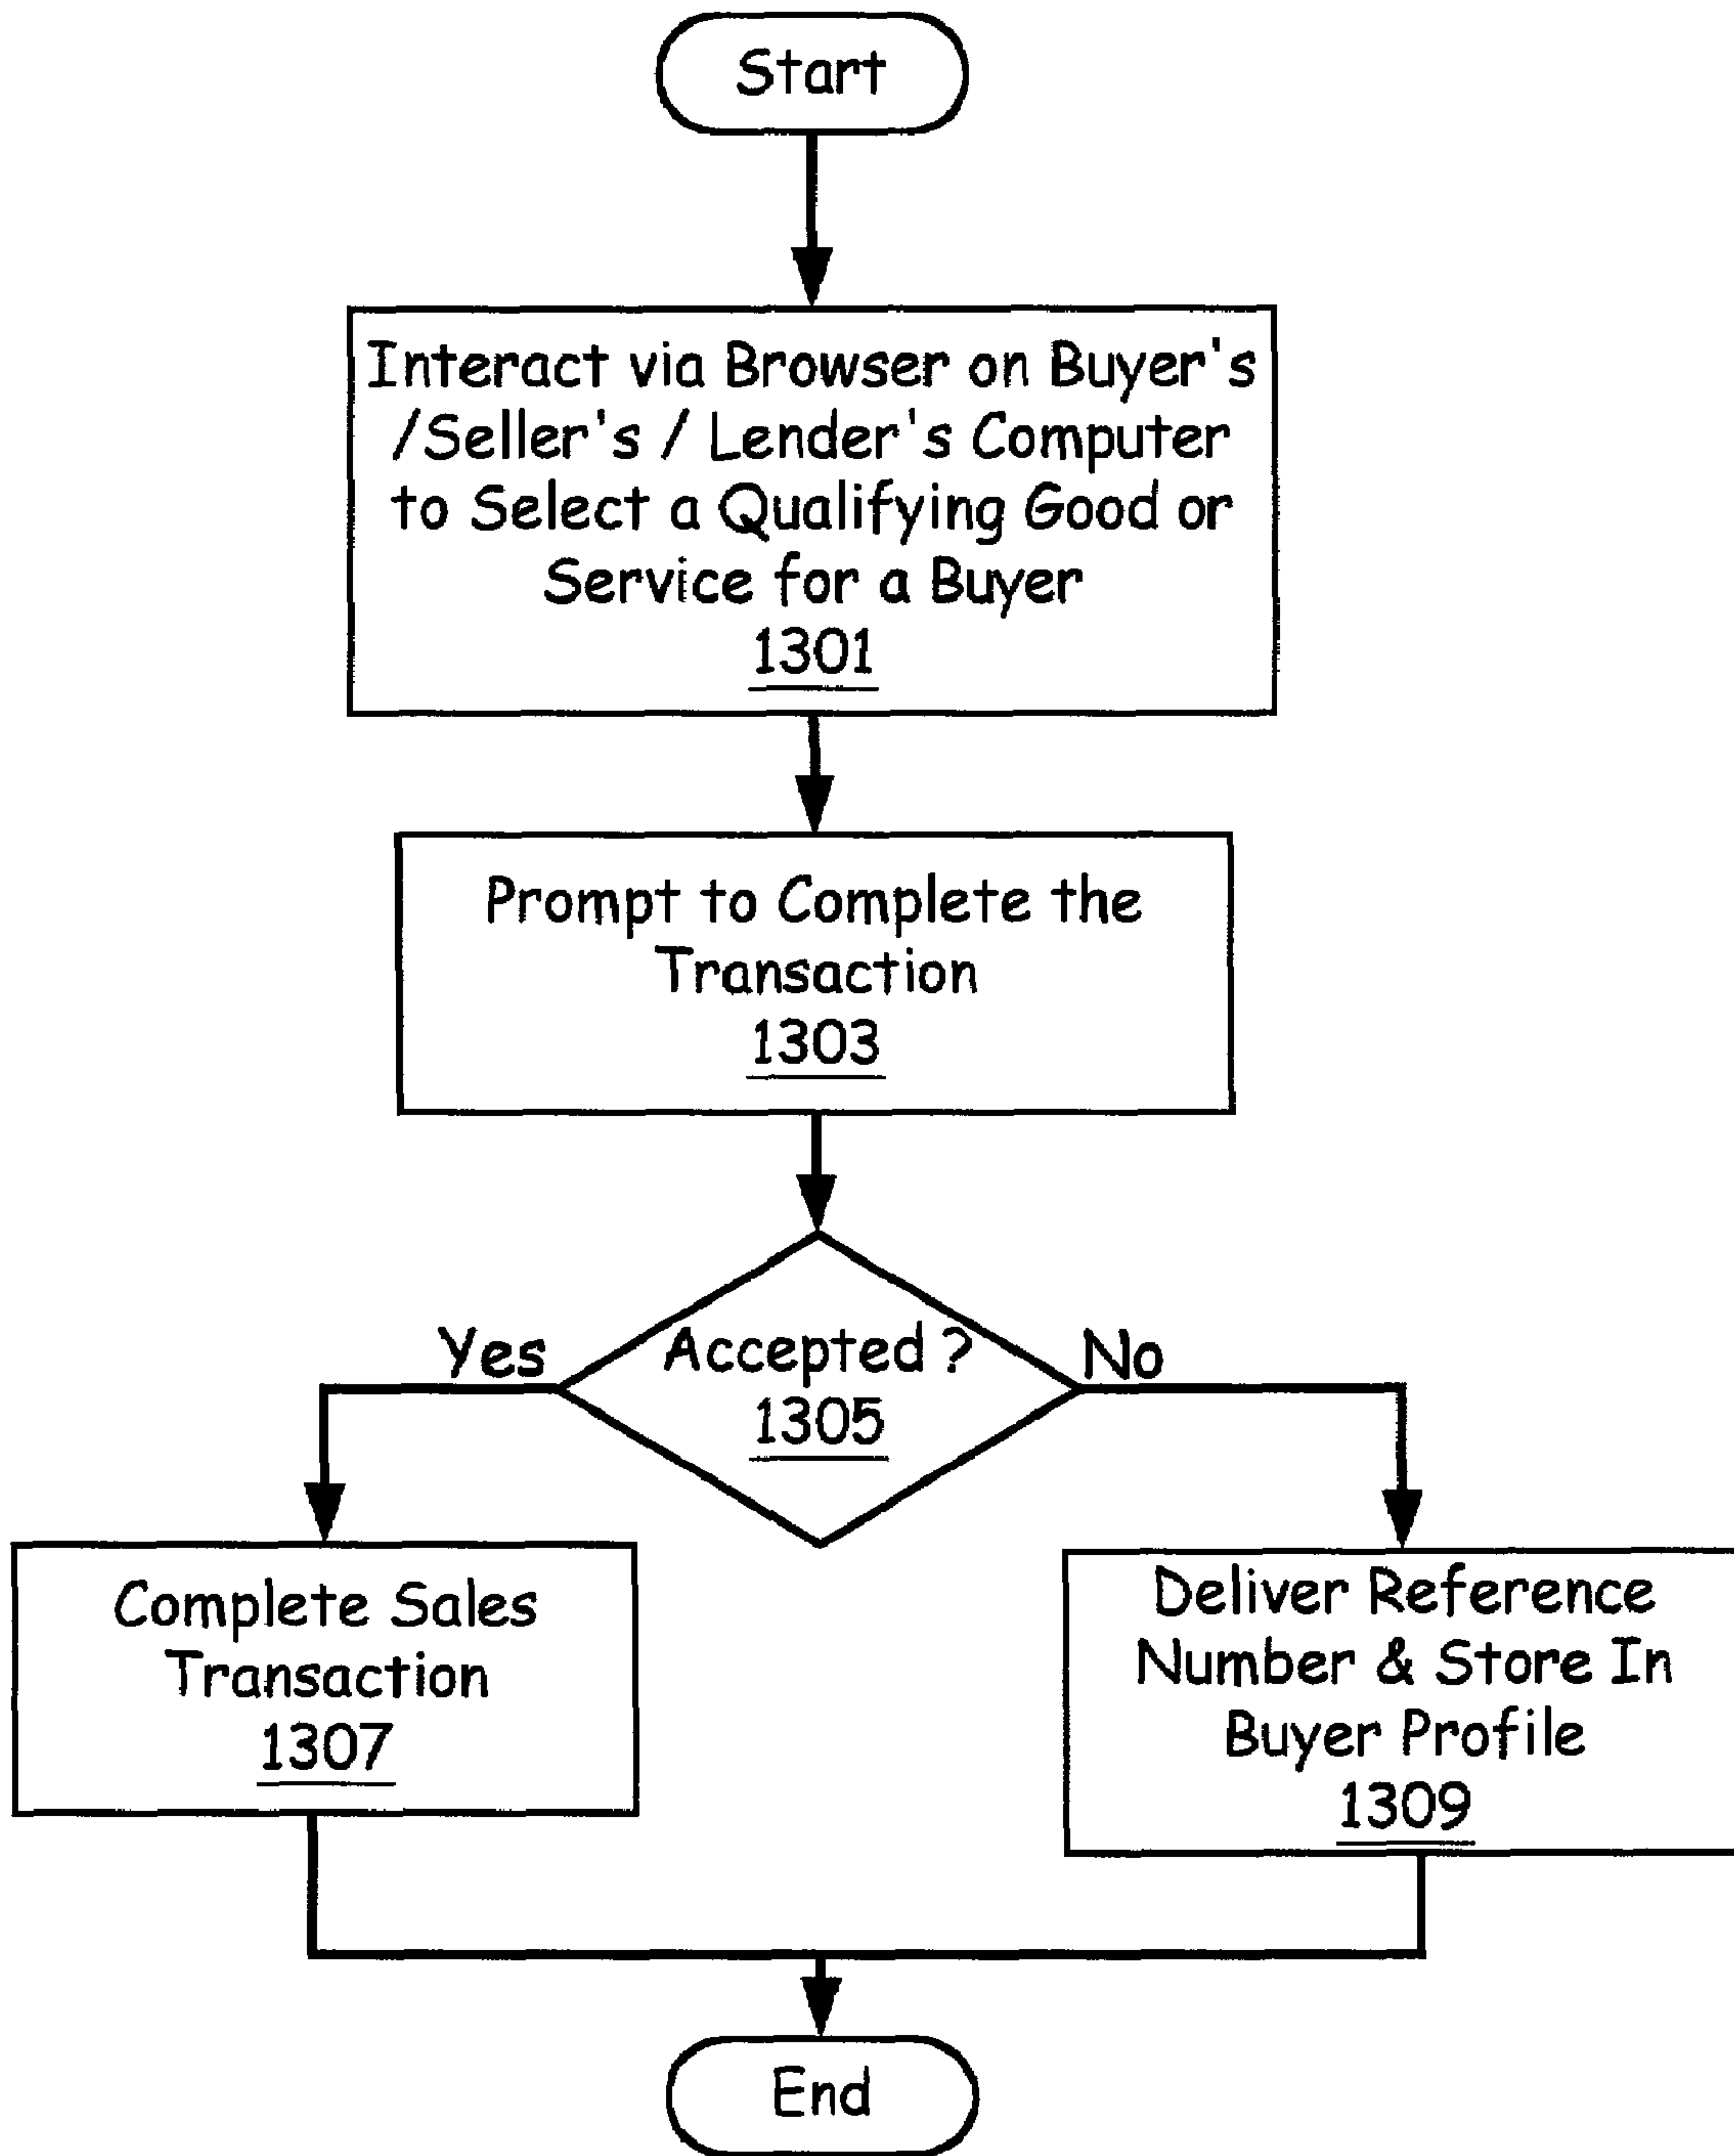 Start
Interact via Browser on Buyer's
/Seller's / Lender's Computer
to Select a Qualifying Good or
Service for a Buyer
1301
Prompt to Complete the
Transaction
1303
Yes
Accepted ?
No
1305
Complete Sales
Transaction
1307
Deliver Reference
Number & Store In
Buyer Profile
1309
End